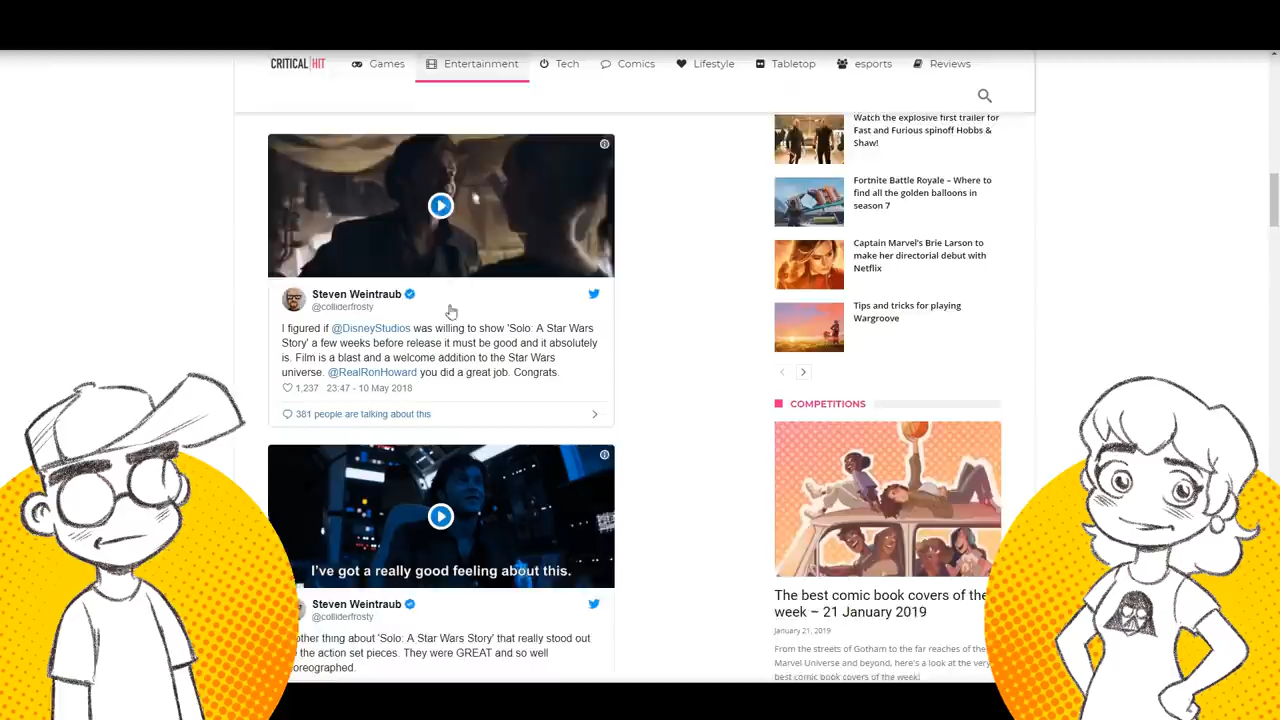 CRITICAL HIT
Games
Entertainment
Tech
Comics
Lifestyle
Tabletop
esports
Reviews
Steven Weintraub
@colliderfrosty
I figured if @DisneyStudios was willing to show 'Solo: A Star Wars
Story' a few weeks before release it must be good and it absolutely
is. Film is a blast and a welcome addition to the Star Wars
universe. @RealRonHoward you did a great job. Congrats.
1,237 23:47 - 10 May 2018
381 people are talking about this
I've got a really good feeling about this.
Steven Weintraub
@colliderfrosty
other thing about 'Solo: A Star Wars Story' that really stood out
the action set pieces. They were GREAT and so well
oreographed.
Watch the explosive first trailer for
Fast and Furious spinoff Hobbs &
Shaw!
Fortnite Battle Royale – Where to
find all the golden balloons in
season 7
Captain Marvel's Brie Larson to
make her directorial debut with
Netflix
Tips and tricks for playing
Wargroove
COMPETITIONS
The best comic book covers of the
week – 21 January 2019
January 21, 2019
From the streets of Gotham to the far reaches of the
Marvel Universe and beyond, here's a look at the very
best comic book covers of the week!